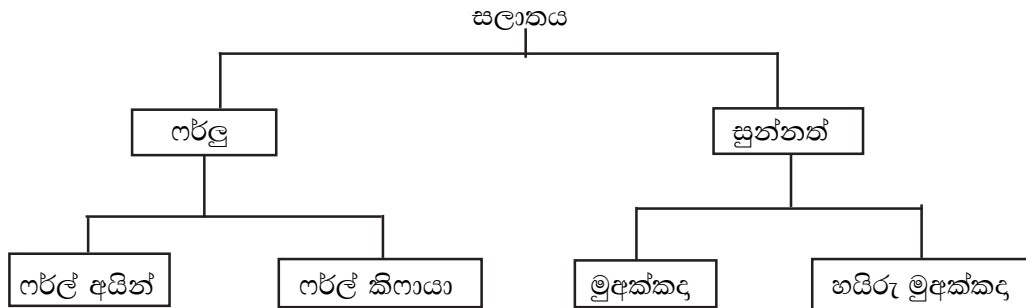 සලාතය
ෆර්ලු
සුන්නත්
ෆර්ල් අයින්
ෆර්ල් කිෆායා
මුඅක්කදා
හයිරු මුඅක්කදා